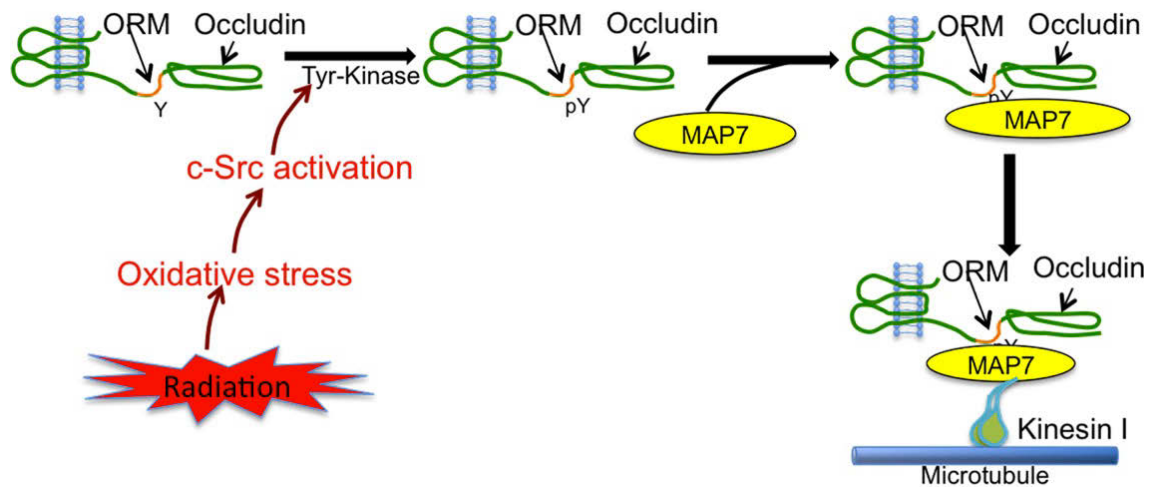 ORM Occludin
Y
Tyr-Kinase
ORM Occludin
pY
MAP7
ORM Occludin
pY
MAP7
c-Src activation
Oxidative stress
Radiation
ORM Occludin
MAP7
Kinesin I
Microtubule